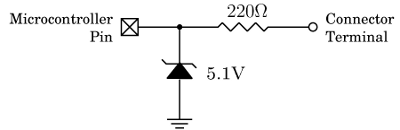 220Ω
Microcontroller
Pin
Connector
Terminal
5.1V